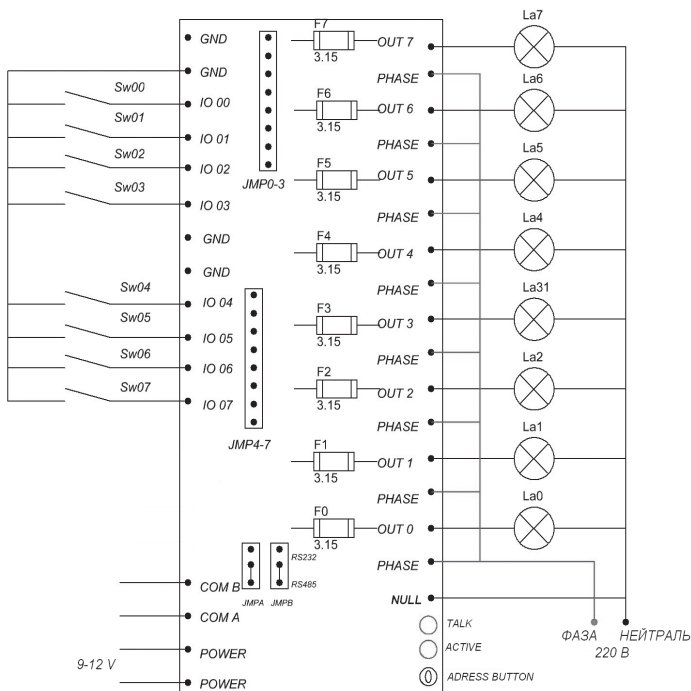 F7
La7
GND
OUT 7
3.15
GND
PHASE
La6
Sw00
F6
IO 00
OUT 6
Sw01
3.15
IO 01
PHASE
La5
Sw02
F5
IO 02
OUT 5
JMP0-3
Sw03
3.15
IO 03
PHASE
La4
GND
F4
OUT 4
GND
3.15
Sw04
PHASE
La31
IO 04
F3
Sw05
OUT 3
IO 05
3.15
Sw06
PHASE
La2
IO 06
F2
Sw07
OUT 2
IO 07
3.15
PHASE
La1
JMP4-7
F1
OUT 1
3.15
PHASE
La0
F0
OUT 0
3.15
RS232
PHASE
COM B
RS485
JMPA
JMPB
NULL
COM A
TALK
ФАЗА
НЕЙТРАЛЬ
220 В
ACTIVE
POWER
9-12 V
ADRESS BUTTON
POWER